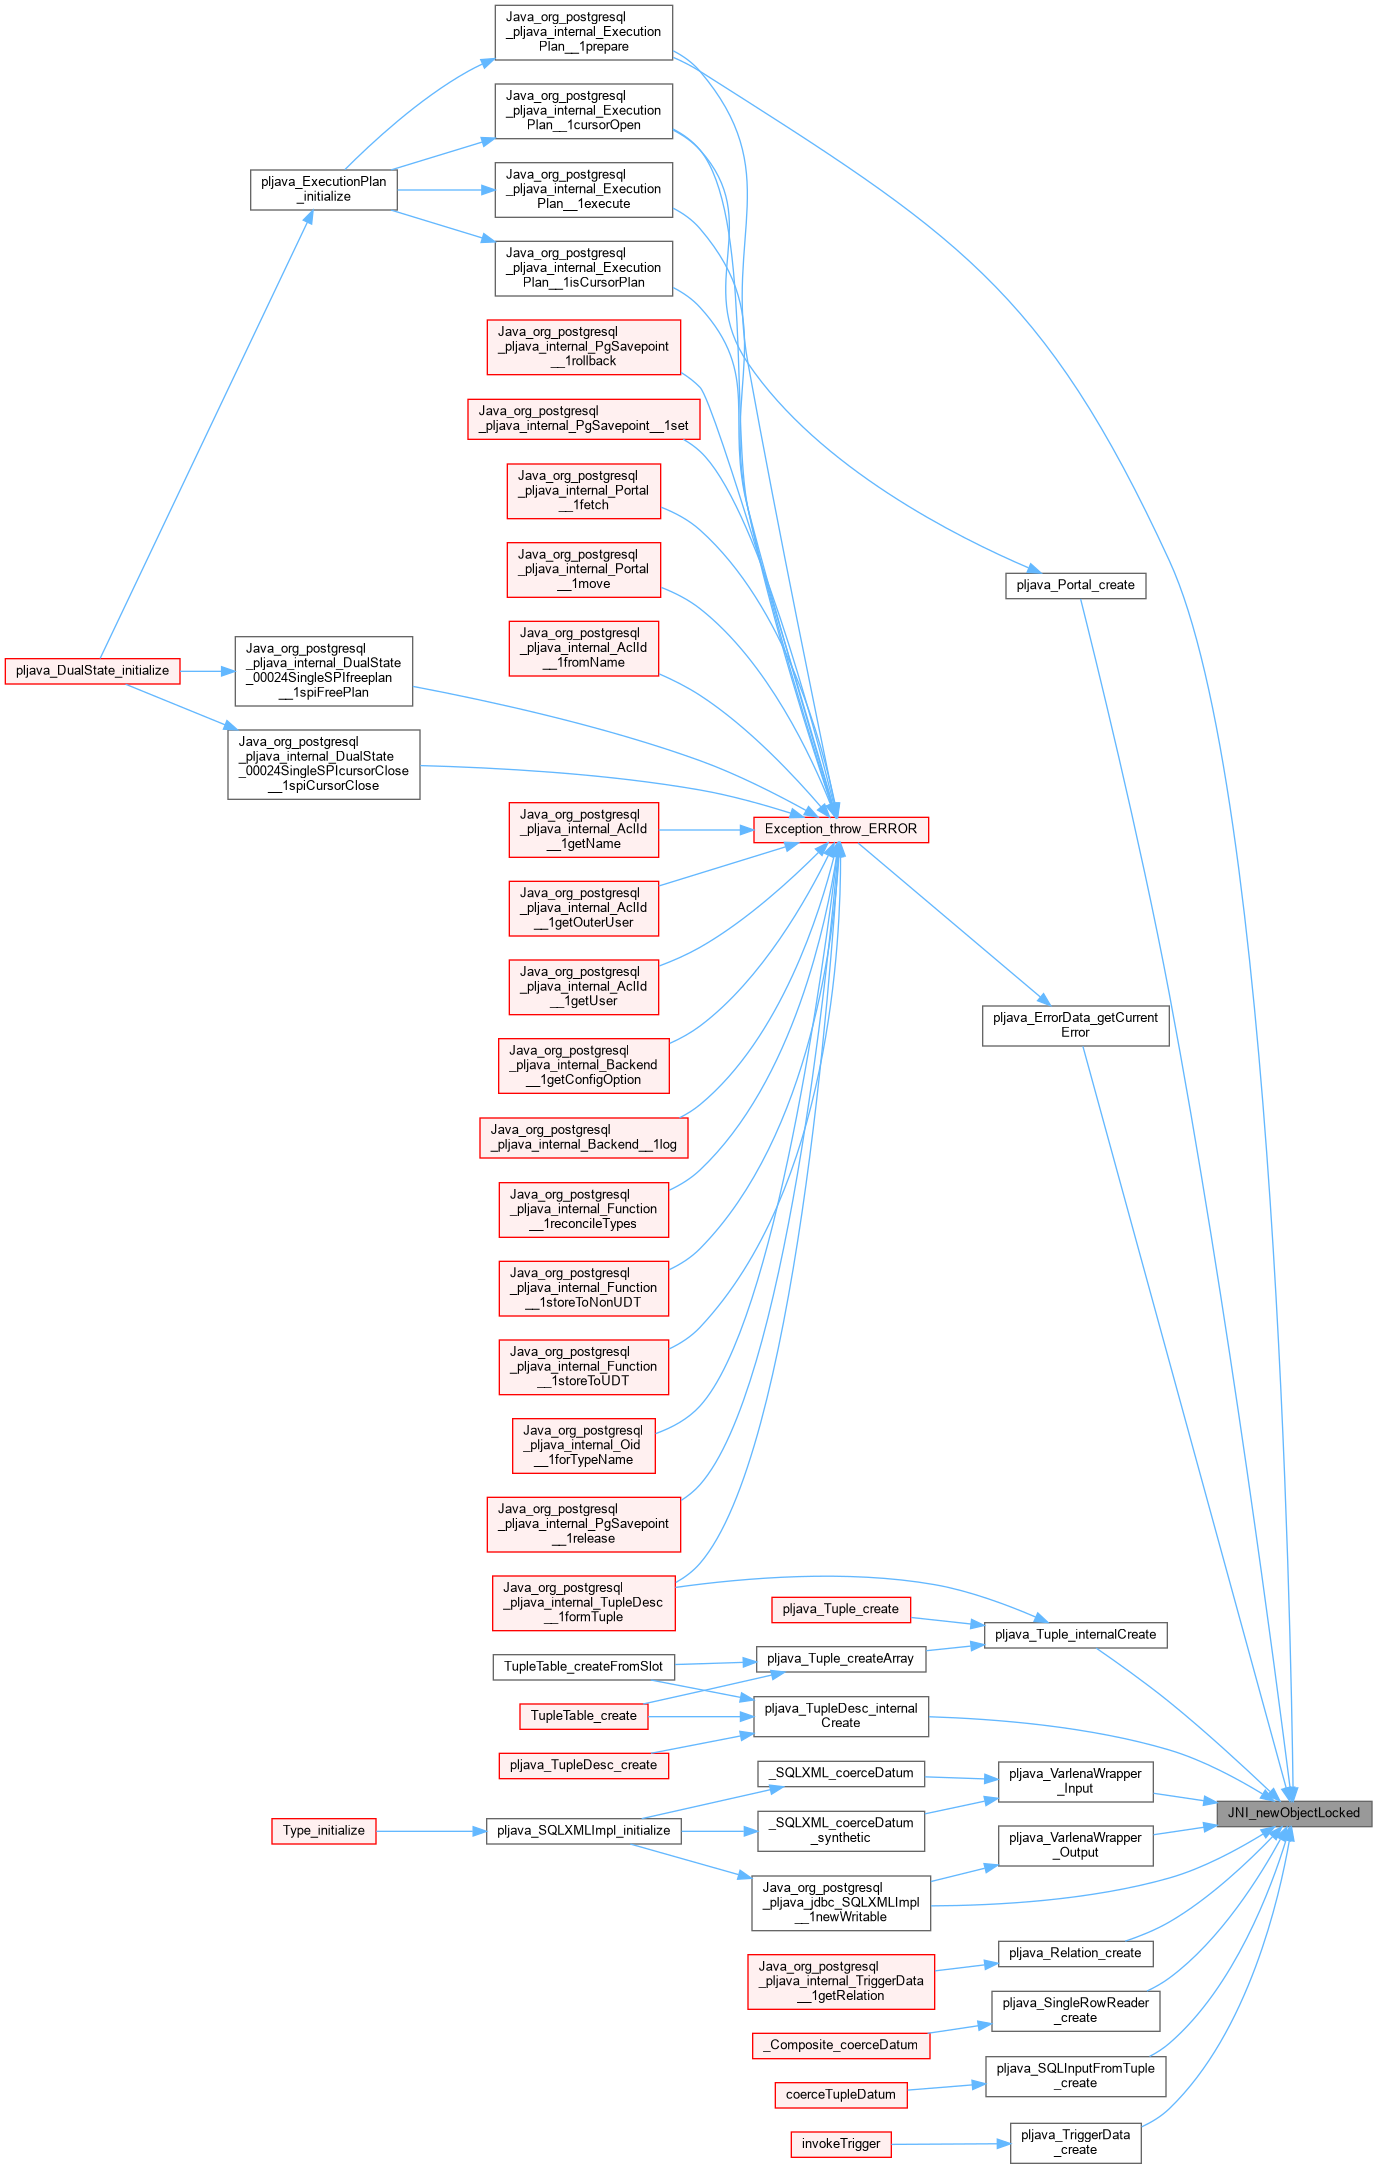 Java_org_postgresql
_pljava_internal_Execution
Plan__1prepare
Java_org_postgresql
_pljava_internal_Execution
Plan__1cursorOpen
pljava_ExecutionPlan
_initialize
Java_org_postgresql
_pljava_internal_Execution
Plan__1execute
Java_org_postgresql
_pljava_internal_Execution
Plan__1isCursorPlan
Java_org_postgresql
_pljava_internal_PgSavepoint
__1rollback
Java_org_postgresql
_pljava_internal_PgSavepoint__1set
Java_org_postgresql
_pljava_internal_Portal
__1fetch
Java_org_postgresql
_pljava_internal_Portal
__1move
pljava_Portal_create
Java_org_postgresql
_pljava_internal_AclId
__1fromName
pljava_DualState_initialize
Java_org_postgresql
_pljava_internal_DualState
_00024SingleSPIfreeplan
__1spiFreePlan
Java_org_postgresql
_pljava_internal_DualState
_00024SingleSPIcursorClose
__1spiCursorClose
Java_org_postgresql
_pljava_internal_AclId
__1getName
Exception_throw_ERROR
Java_org_postgresql
_pljava_internal_AclId
__1getOuterUser
Java_org_postgresql
_pljava_internal_AclId
__1getUser
pljava_ErrorData_getCurrent
Error
Java_org_postgresql
_pljava_internal_Backend
__1getConfigOption
Java_org_postgresql
_pljava_internal_Backend__1log
Java_org_postgresql
_pljava_internal_Function
__1reconcileTypes
Java_org_postgresql
_pljava_internal_Function
__1storeToNonUDT
Java_org_postgresql
_pljava_internal_Function
__1storeToUDT
Java_org_postgresql
_pljava_internal_Oid
__1forTypeName
Java_org_postgresql
_pljava_internal_PgSavepoint
__1release
Java_org_postgresql
_pljava_internal_TupleDesc
__1formTuple
pljava_Tuple_create
pljava_Tuple_internalCreate
TupleTable_createFromSlot
pljava_Tuple_createArray
TupleTable_create
pljava_TupleDesc_internal
Create
pljava_TupleDesc_create
_SQLXML_coerceDatum
pljava_VarlenaWrapper
_Input
JNI_newObjectLocked
Type_initialize
pljava_SQLXMLImpl_initialize
_SQLXML_coerceDatum
_synthetic
pljava_VarlenaWrapper
_Output
Java_org_postgresql
_pljava_jdbc_SQLXMLImpl
__1newWritable
pljava_Relation_create
Java_org_postgresql
_pljava_internal_TriggerData
__1getRelation
pljava_SingleRowReader
_create
_Composite_coerceDatum
pljava_SQLInputFromTuple
_create
coerceTupleDatum
pljava_TriggerData
_create
invokeTrigger